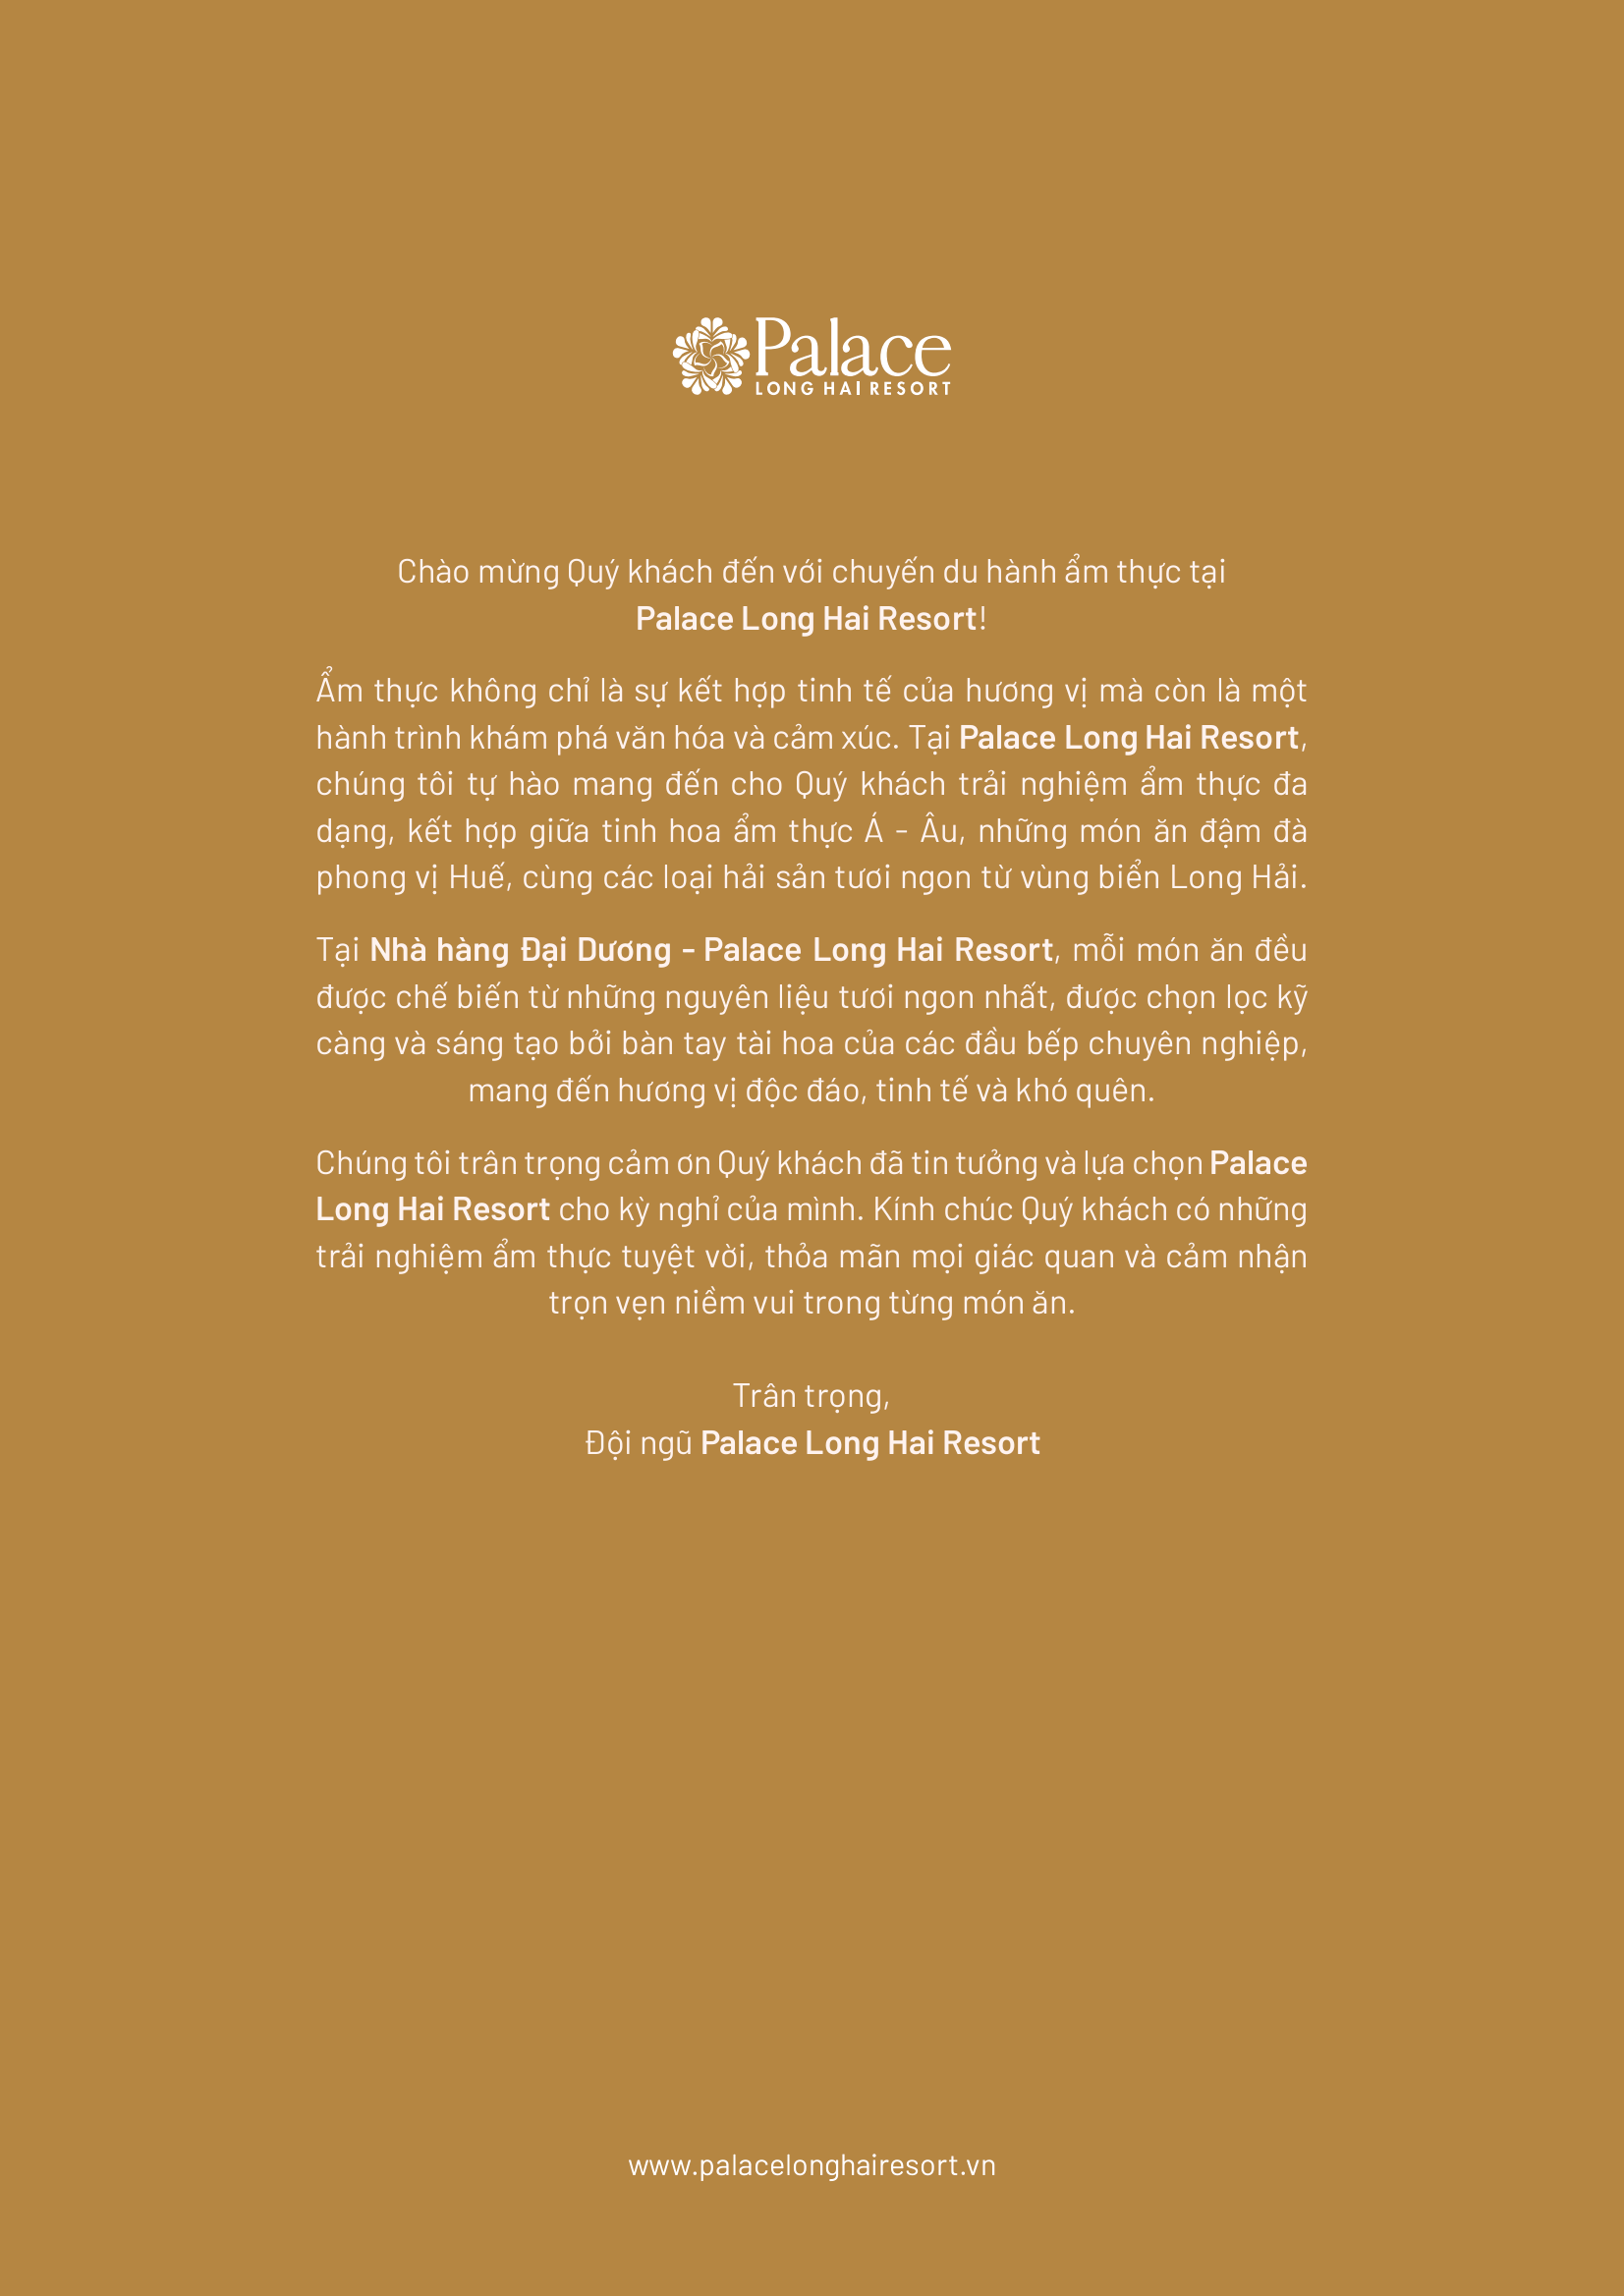 Palace
LONG HAI RESORT
Chào mừng Quý khách đến với chuyến du hành ẩm thực tại
Palace Long Hai Resort!
Ẩm thực không chỉ là sự kết hợp tinh tế của hương vị mà còn là một
hành trình khám phá văn hóa và cảm xúc. Tại Palace Long Hai Resort,
chúng tôi tự hào mang đến cho Quý khách trải nghiệm ẩm thực đa
dạng, kết hợp giữa tinh hoa ẩm thực Á - Âu, những món ăn đậm đà
phong vị Huế, cùng các loại hải sản tươi ngon từ vùng biển Long Hải.
Tại Nhà hàng Đại Dương - Palace Long Hai Resort, mỗi món ăn đều
được chế biến từ những nguyên liệu tươi ngon nhất, được chọn lọc kỹ
càng và sáng tạo bởi bàn tay tài hoa của các đầu bếp chuyên nghiệp,
mang đến hương vị độc đáo, tinh tế và khó quên.
Chúng tôi trân trọng cảm ơn Quý khách đã tin tưởng và lựa chọn Palace
Long Hai Resort cho kỳ nghỉ của mình. Kính chúc Quý khách có những
trải nghiệm ẩm thực tuyệt vời, thỏa mãn mọi giác quan và cảm nhận
trọn vẹn niềm vui trong từng món ăn.
Trân trọng,
Đội ngũ Palace Long Hai Resort
www.palacelonghairesort.vn